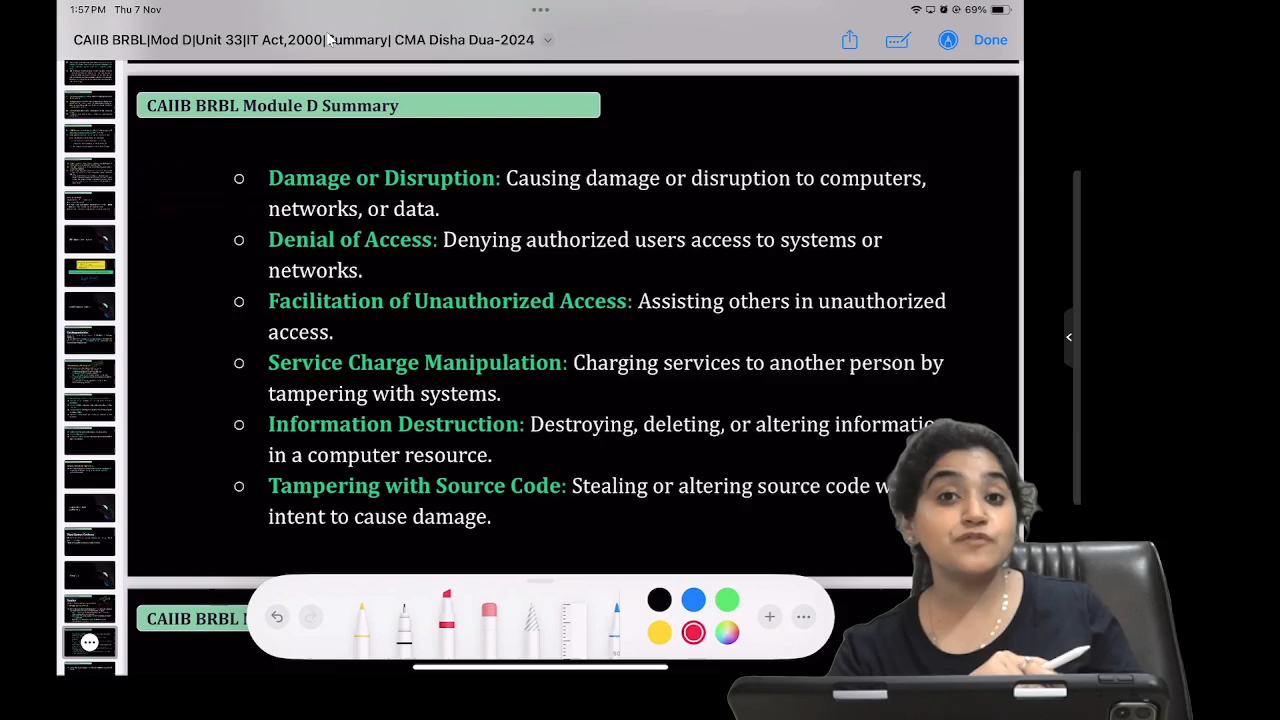 1:57 PM Thu 7 Nov
69%
CAIIB BRBL|Mod D|Unit 33|IT Act,2000|Summary| CMA Disha Dua-2024
Done
CAIIB BRBL Module D Summary
Damage or Disruption: Causing damage or disruption to computers,
networks, or data.
Denial of Access: Denying authorized users access to systems or
networks.
Facilitation of Unauthorized Access: Assisting others in unauthorized
access.
Service Charge Manipulation: Charging services to another person by
tampering with systems.
Information Destruction: Destroying, deleting, or altering informatio
in a computer resource.
Tampering with Source Code: Stealing or altering source code w
intent to cause damage.
CAIIB BRBL